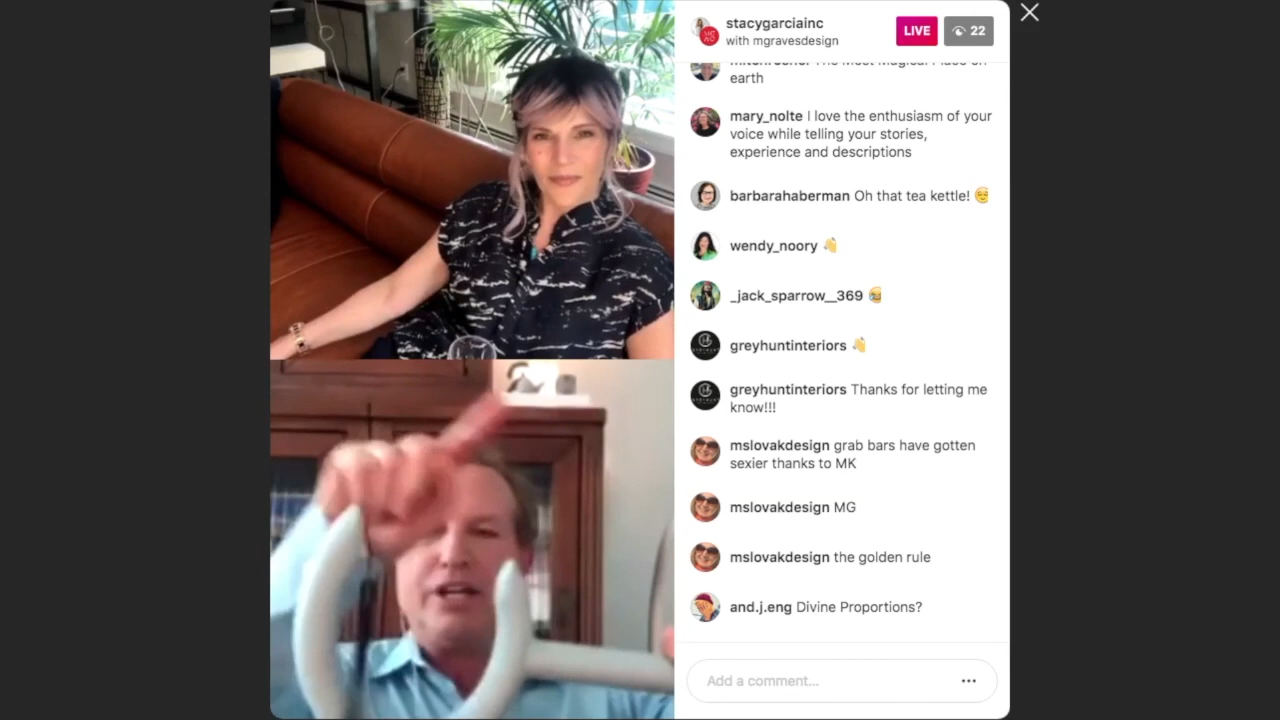 stacygarciainc
with mgravesdesign
LIVE
22
earth
mary_nolte I love the enthusiasm of your
voice while telling your stories,
experience and descriptions
barbarahaberman Oh that tea kettle! 😌
wendy_noory 👏
_jack_sparrow__369 😂
greyhuntinteriors 👏
greyhuntinteriors Thanks for letting me
know!!!
mslovakdesign grab bars have gotten
sexier thanks to MK
mslovakdesign MG
mslovakdesign the golden rule
and.j.eng Divine Proportions?
Add a comment...